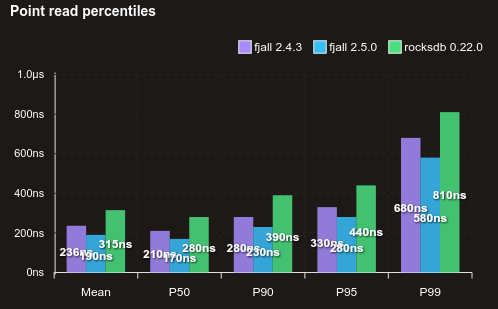 Point read percentiles
fjall 2.4.3 fjall 2.5.0 rocksdb 0.22.0
1.0μs
800ns
600ns
400ns
200ns
0ns
236ns 190ns 315ns
210ns 170ns 280ns
280ns 230ns 390ns
330ns 280ns 440ns
680ns 580ns 810ns
Mean P50 P90 P95 P99